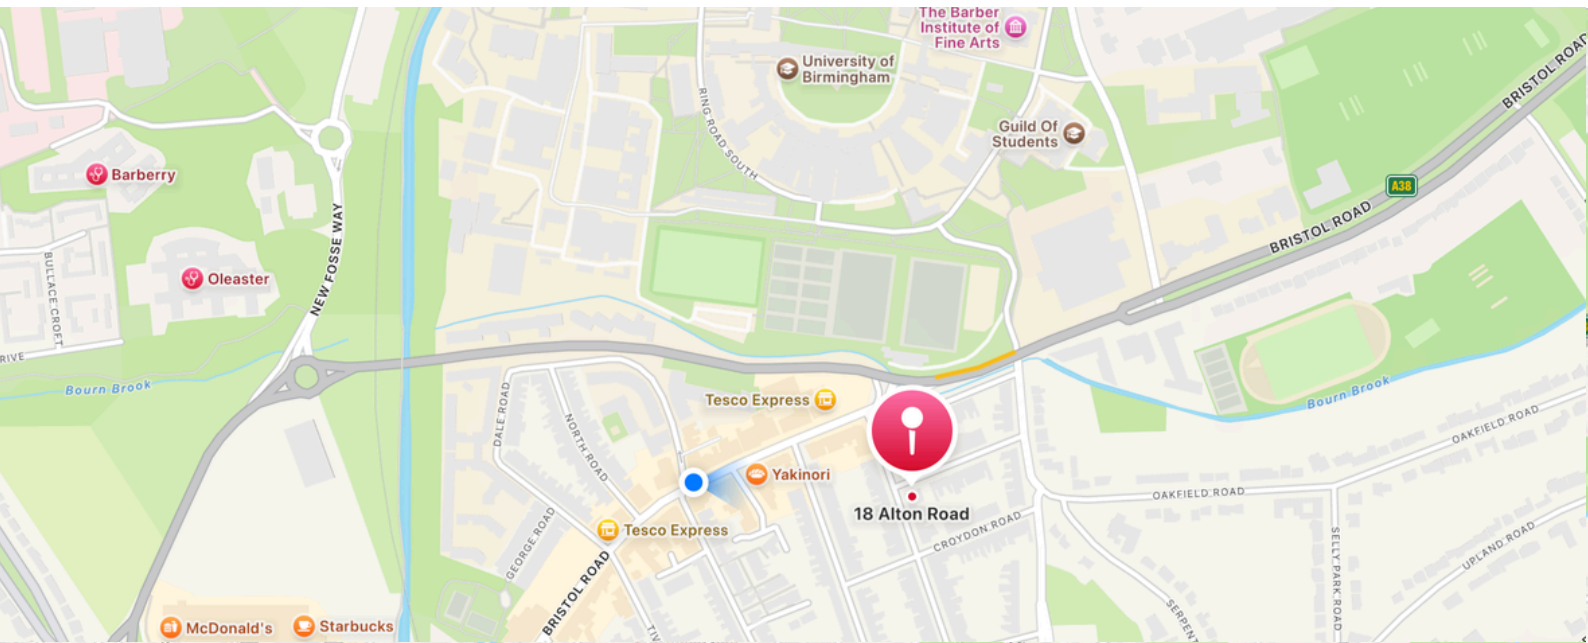 The Barber
Institute of
Fine Arts
University of
Birmingham
BRISTOL ROAD
RING ROAD SOUTH
Guild Of
Students
Barberry
A38
NEW FOSSE WAY
BRISTOL ROAD
BULLACE CROFT
Oleaster
RIVE
Bourn Brook
Bourn Brook
Tesco Express
DALE ROAD
NORTH ROAD
OAKFIELD ROAD
Yakinori
OAKFIELD ROAD
18 Alton Road
Tesco Express
CROYDON ROAD
GEORGE ROAD
BRISTOL ROAD
SELLY PARK ROAD
UPLAND ROAD
SERPENT
TIV
McDonald's
Starbucks